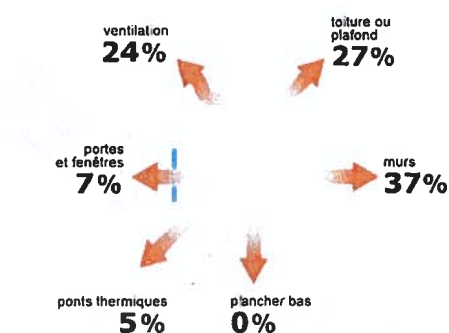 ventilation
24%
toiture ou
plafond
27%
portes
et fenêtres
7%
murs
37%
ponts thermiques
5%
plancher bas
0%